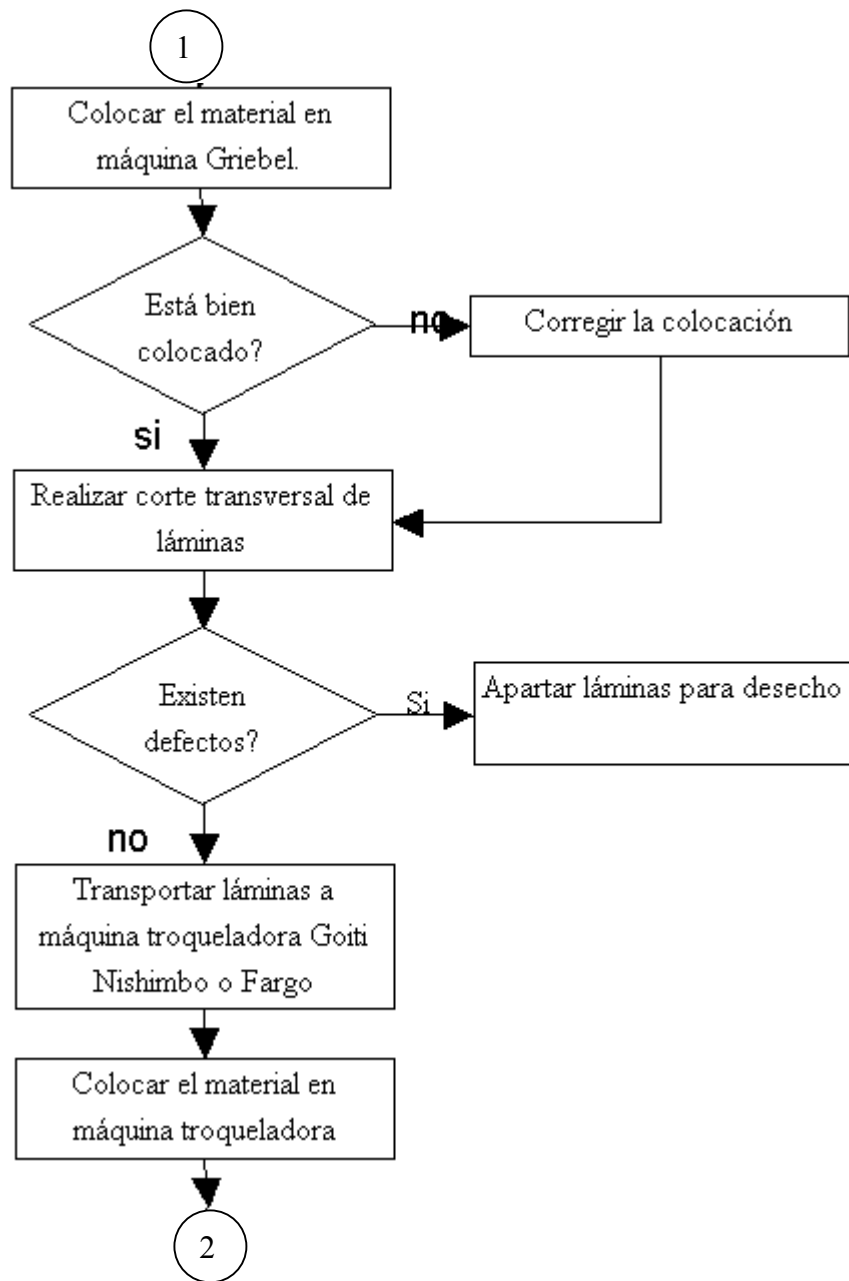 1
Colocar el material en
máquina Griebel.
Está bien
colocado?
no
Corregir la colocación
si
Realizar corte transversal de
láminas
Existen
defectos?
Si
Apartar láminas para desecho
no
Transportar láminas a
máquina troqueladora Goiti
Nishimbo o Fargo
Colocar el material en
máquina troqueladora
2